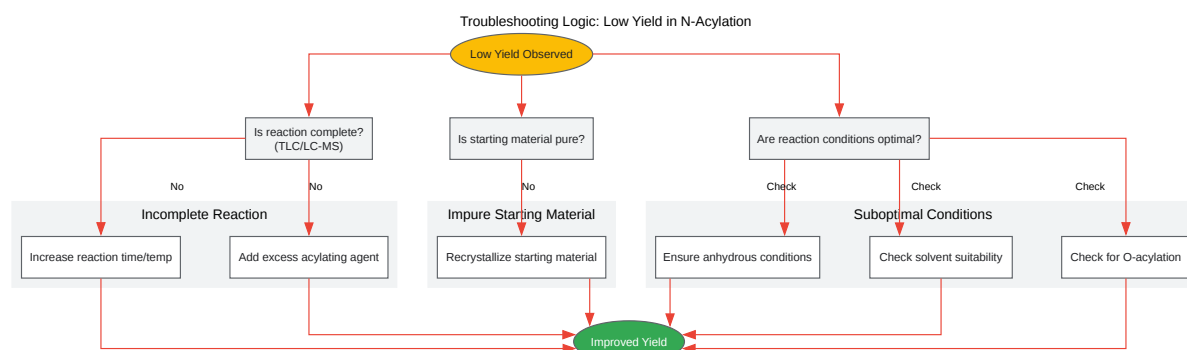 Troubleshooting Logic: Low Yield in N-Acylation
Low Yield Observed
Is reaction complete?
(TLC/LC-MS)
Is starting material pure?
Are reaction conditions optimal?
No
No
No
Check
Check
Check
Incomplete Reaction
Impure Starting Material
Suboptimal Conditions
Increase reaction time/temp
Add excess acylating agent
Recrystallize starting material
Ensure anhydrous conditions
Check solvent suitability
Check for O-acylation
Improved Yield